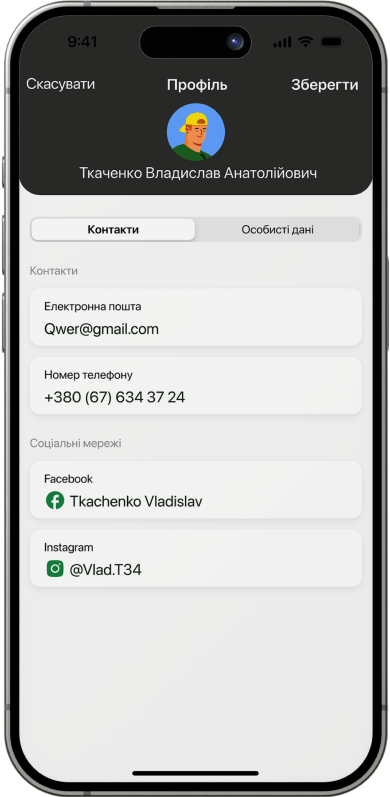 9:41
Скасувати Профіль Зберегти
Ткаченко Владислав Анатолійович
Контакти Особисті дані
Контакти
Електронна пошта
Qwer@gmail.com
Номер телефону
+380 (67) 634 37 24
Соціальні мережі
Facebook
Tkachenko Vladislav
Instagram
@Vlad.T34